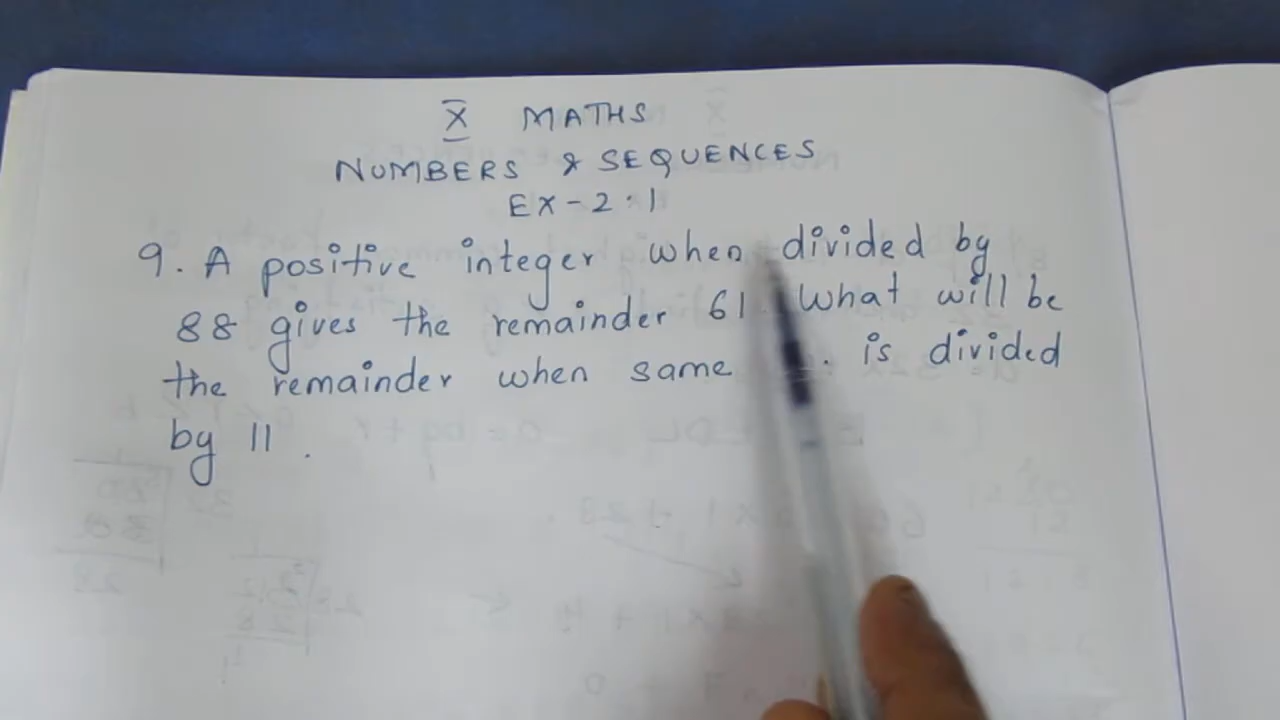 X MATHS
NUMBERS & SEQUENCES
EX-2.1
9. A positive integer when divided by
88 gives the remainder 61. What will be
the remainder when same is divided
by 11.